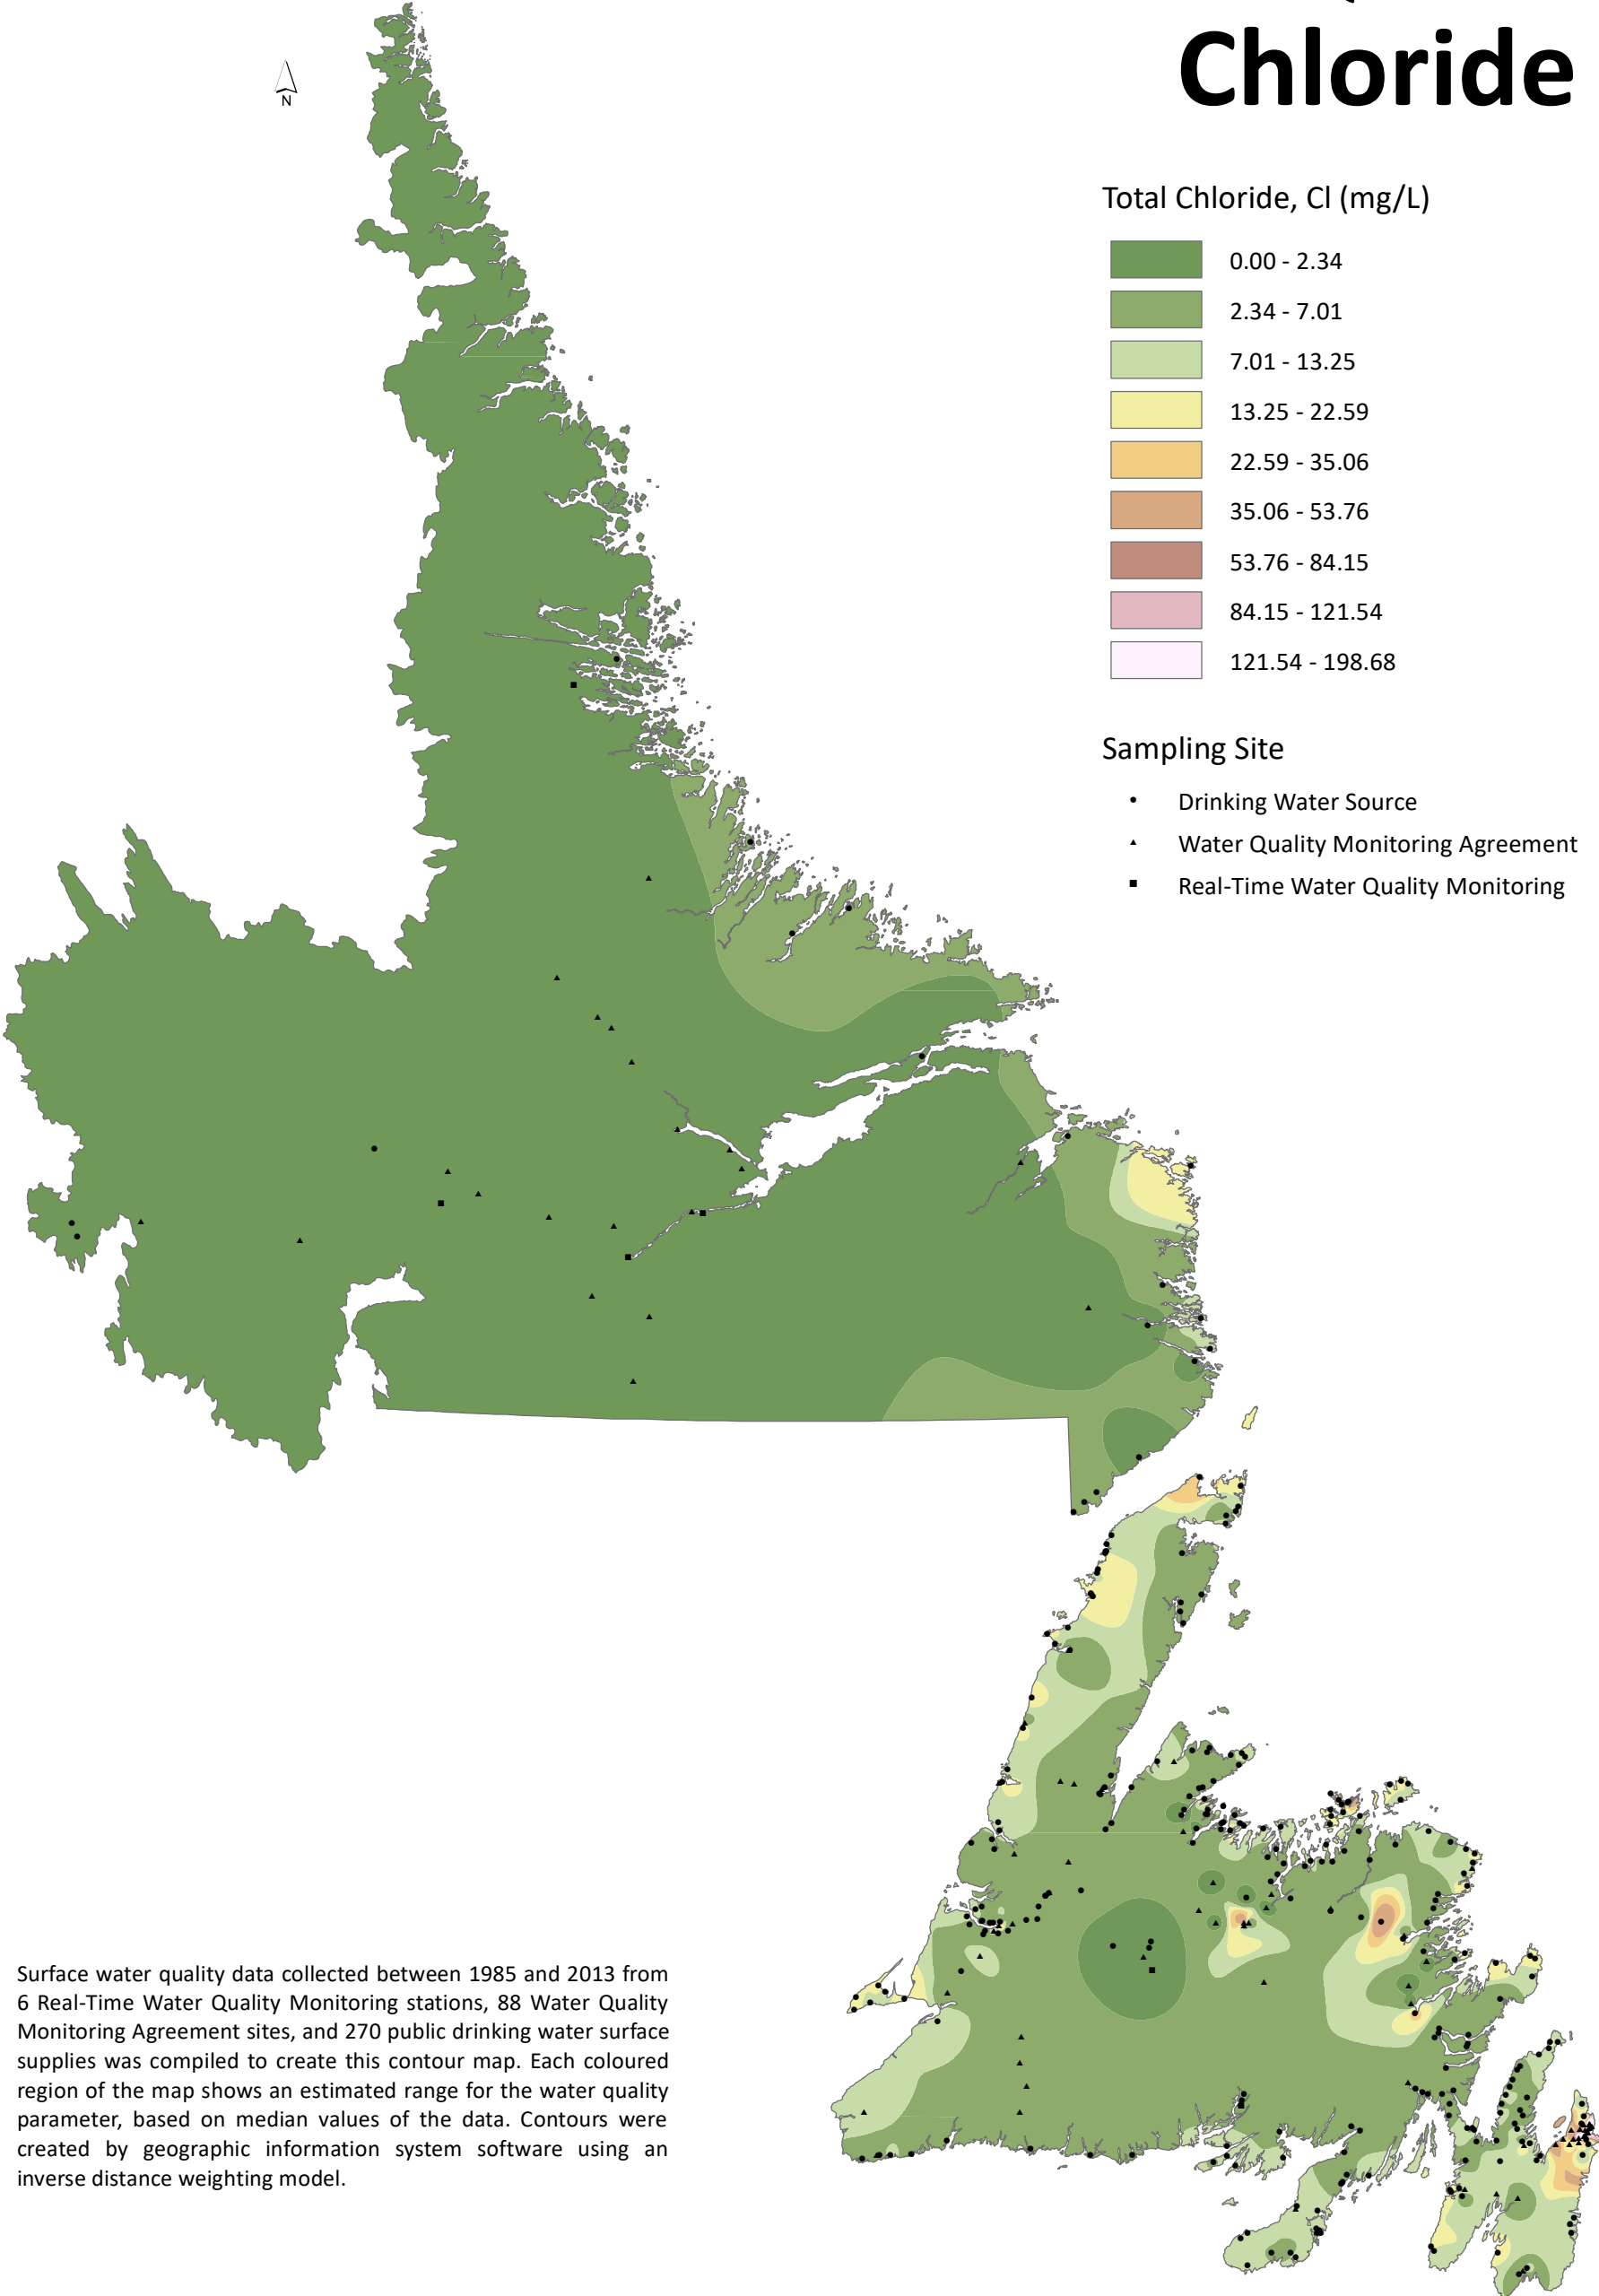 Chloride
N
Total Chloride, Cl (mg/L)
0.00 - 2.34
2.34 - 7.01
7.01 - 13.25
13.25 - 22.59
22.59 - 35.06
35.06 - 53.76
53.76 - 84.15
84.15 - 121.54
121.54 - 198.68
Sampling Site
Drinking Water Source
Water Quality Monitoring Agreement
Real-Time Water Quality Monitoring
Surface water quality data collected between 1985 and 2013 from
6 Real-Time Water Quality Monitoring stations, 88 Water Quality
Monitoring Agreement sites, and 270 public drinking water surface
supplies was compiled to create this contour map. Each coloured
region of the map shows an estimated range for the water quality
parameter, based on median values of the data. Contours were
created by geographic information system software using an
inverse distance weighting model.